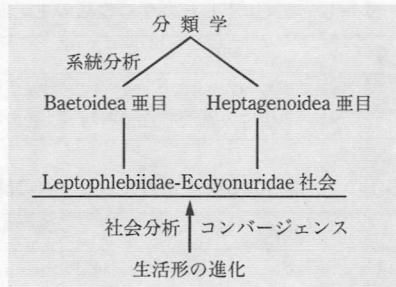 分類学
系統分析
Baetoidea 亜目 Heptagenoidea 亜目
Leptophlebiidae-Ecdyonuridae 社会
社会分析 コンバージェンス
生活形の進化